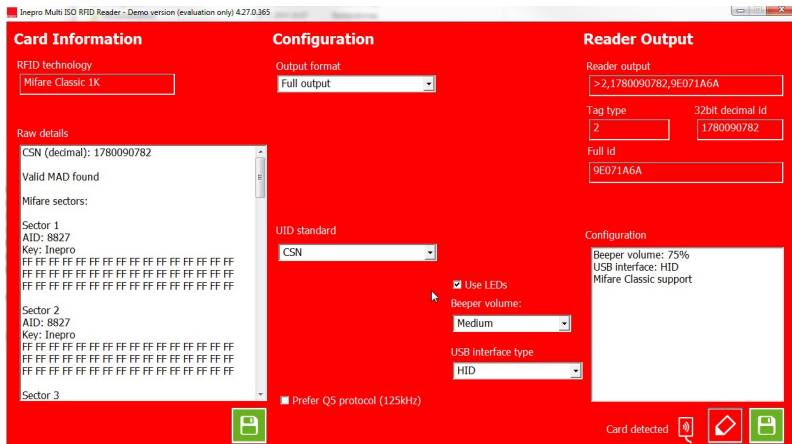 Inepro Multi ISO RFID Reader - Demo version (evaluation only) 4.27.0.365
Card Information
RFID technology
Mifare Classic 1K
Raw details
CSN (decimal): 1780090782
Valid MAD found
Mifare sectors:
Sector 1
AID: 8827
Key: Inepro
FF FF FF FF FF FF FF FF FF FF FF FF FF FF FF FF
FF FF FF FF FF FF FF FF FF FF FF FF FF FF FF FF
FF FF FF FF FF FF FF FF FF FF FF FF FF FF FF FF
Sector 2
AID: 8827
Key: Inepro
FF FF FF FF FF FF FF FF FF FF FF FF FF FF FF FF
FF FF FF FF FF FF FF FF FF FF FF FF FF FF FF FF
FF FF FF FF FF FF FF FF FF FF FF FF FF FF FF FF
Sector 3
Configuration
Output format
Full output
UID standard
CSN
Use LEDs
Beeper volume:
Medium
USB interface type
HID
Prefer Q5 protocol (125kHz)
Reader Output
Reader output
>2,1780090782,9E071A6A
Tag type
2
32bit decimal id
1780090782
Full id
9E071A6A
Configuration
Beeper volume: 75%
USB interface: HID
Mifare Classic support
Card detected